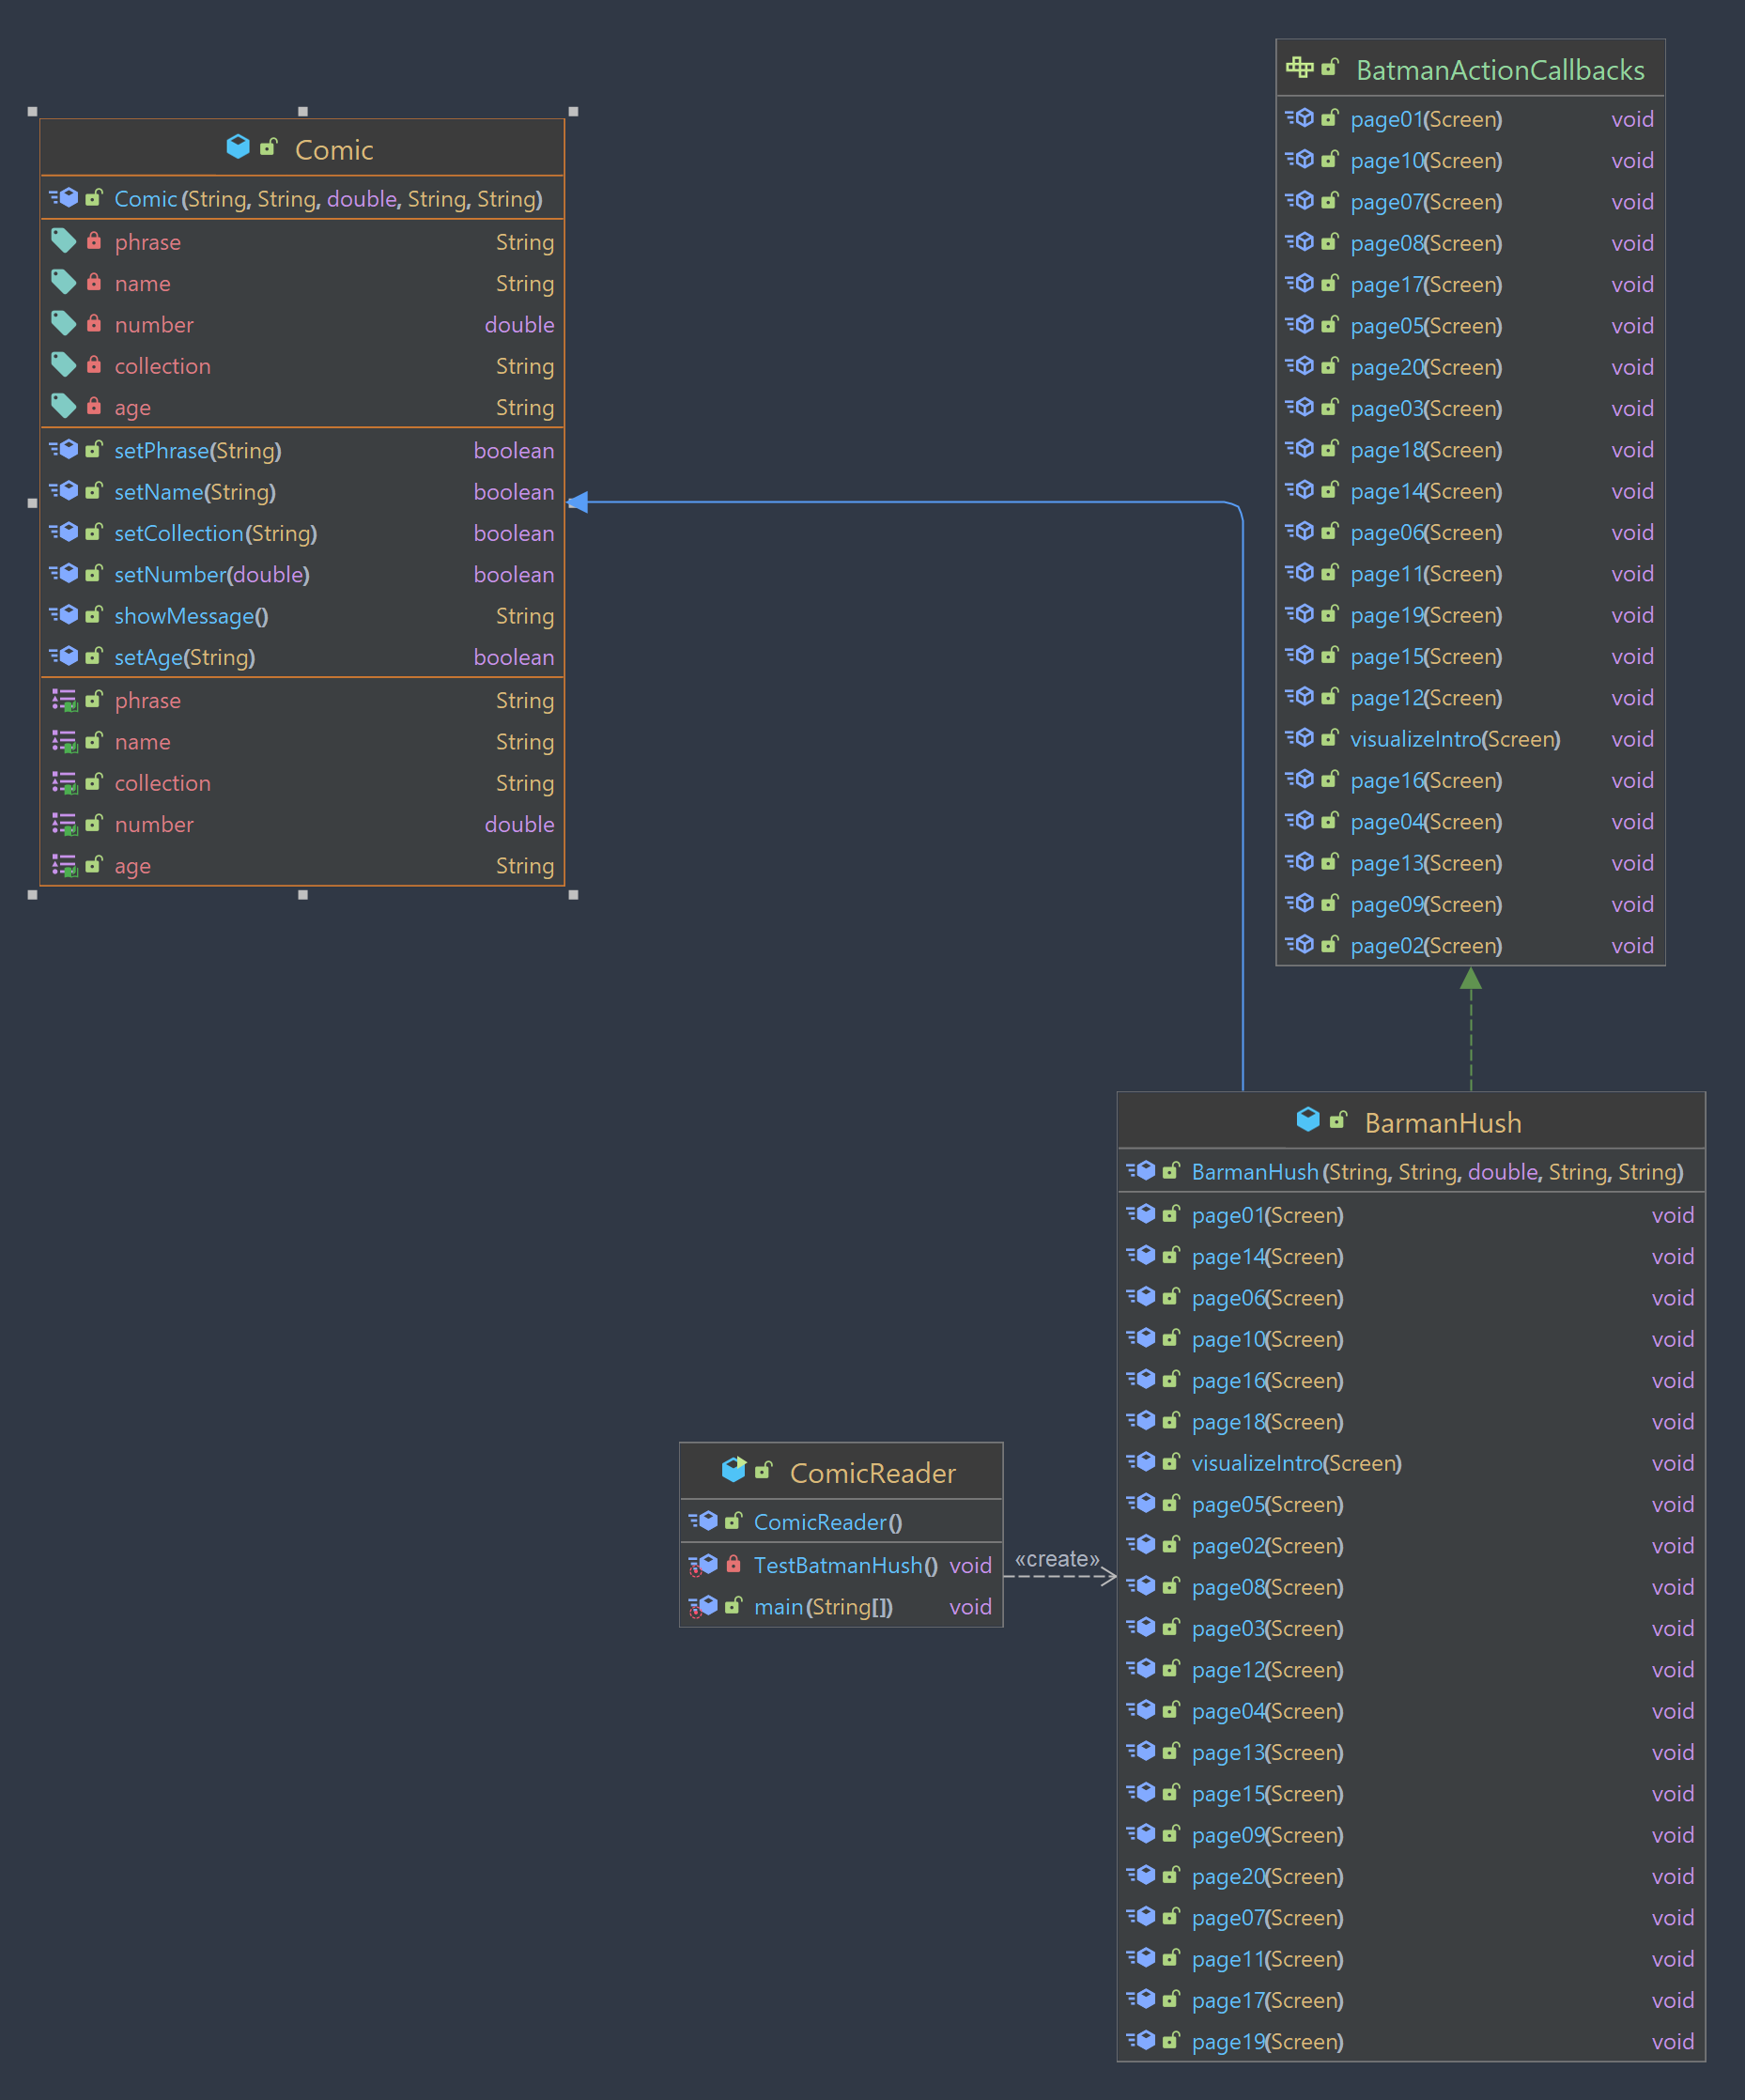 Comic
Comic(String, String, double, String, String)
phrase String
name String
number double
collection String
age String
setPhrase(String) boolean
setName(String) boolean
setCollection(String) boolean
setNumber(double) boolean
showMessage() String
setAge(String) boolean
phrase String
name String
collection String
number double
age String
BatmanActionCallbacks
page01(Screen) void
page10(Screen) void
page07(Screen) void
page08(Screen) void
page17(Screen) void
page05(Screen) void
page20(Screen) void
page03(Screen) void
page18(Screen) void
page14(Screen) void
page06(Screen) void
page11(Screen) void
page19(Screen) void
page15(Screen) void
page12(Screen) void
visualizeIntro(Screen) void
page16(Screen) void
page04(Screen) void
page13(Screen) void
page09(Screen) void
page02(Screen) void
ComicReader
ComicReader()
TestBatmanHush() void
main(String[]) void
«create»
BarmanHush
BarmanHush(String, String, double, String, String)
page01(Screen) void
page14(Screen) void
page06(Screen) void
page10(Screen) void
page16(Screen) void
page18(Screen) void
visualizeIntro(Screen) void
page05(Screen) void
page02(Screen) void
page08(Screen) void
page03(Screen) void
page12(Screen) void
page04(Screen) void
page13(Screen) void
page15(Screen) void
page09(Screen) void
page20(Screen) void
page07(Screen) void
page11(Screen) void
page17(Screen) void
page19(Screen) void